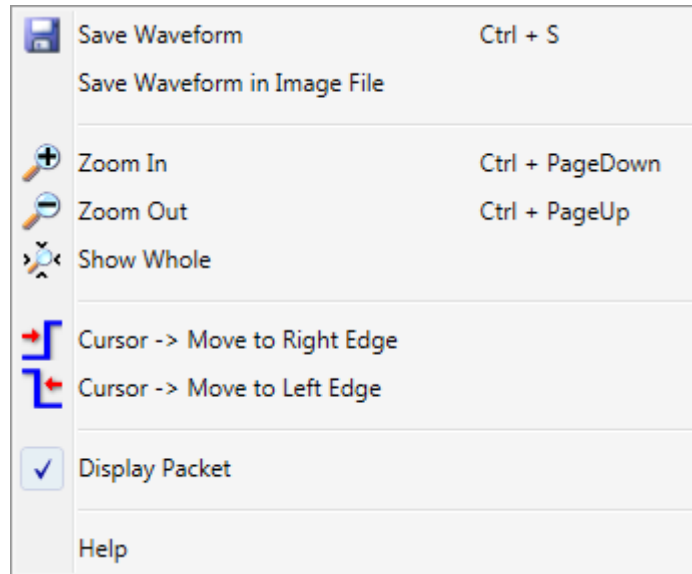 Save Waveform Ctrl + S
Save Waveform in Image File
Zoom In Ctrl + PageDown
Zoom Out Ctrl + PageUp
Show Whole
Cursor -> Move to Right Edge
Cursor -> Move to Left Edge
Display Packet
Help